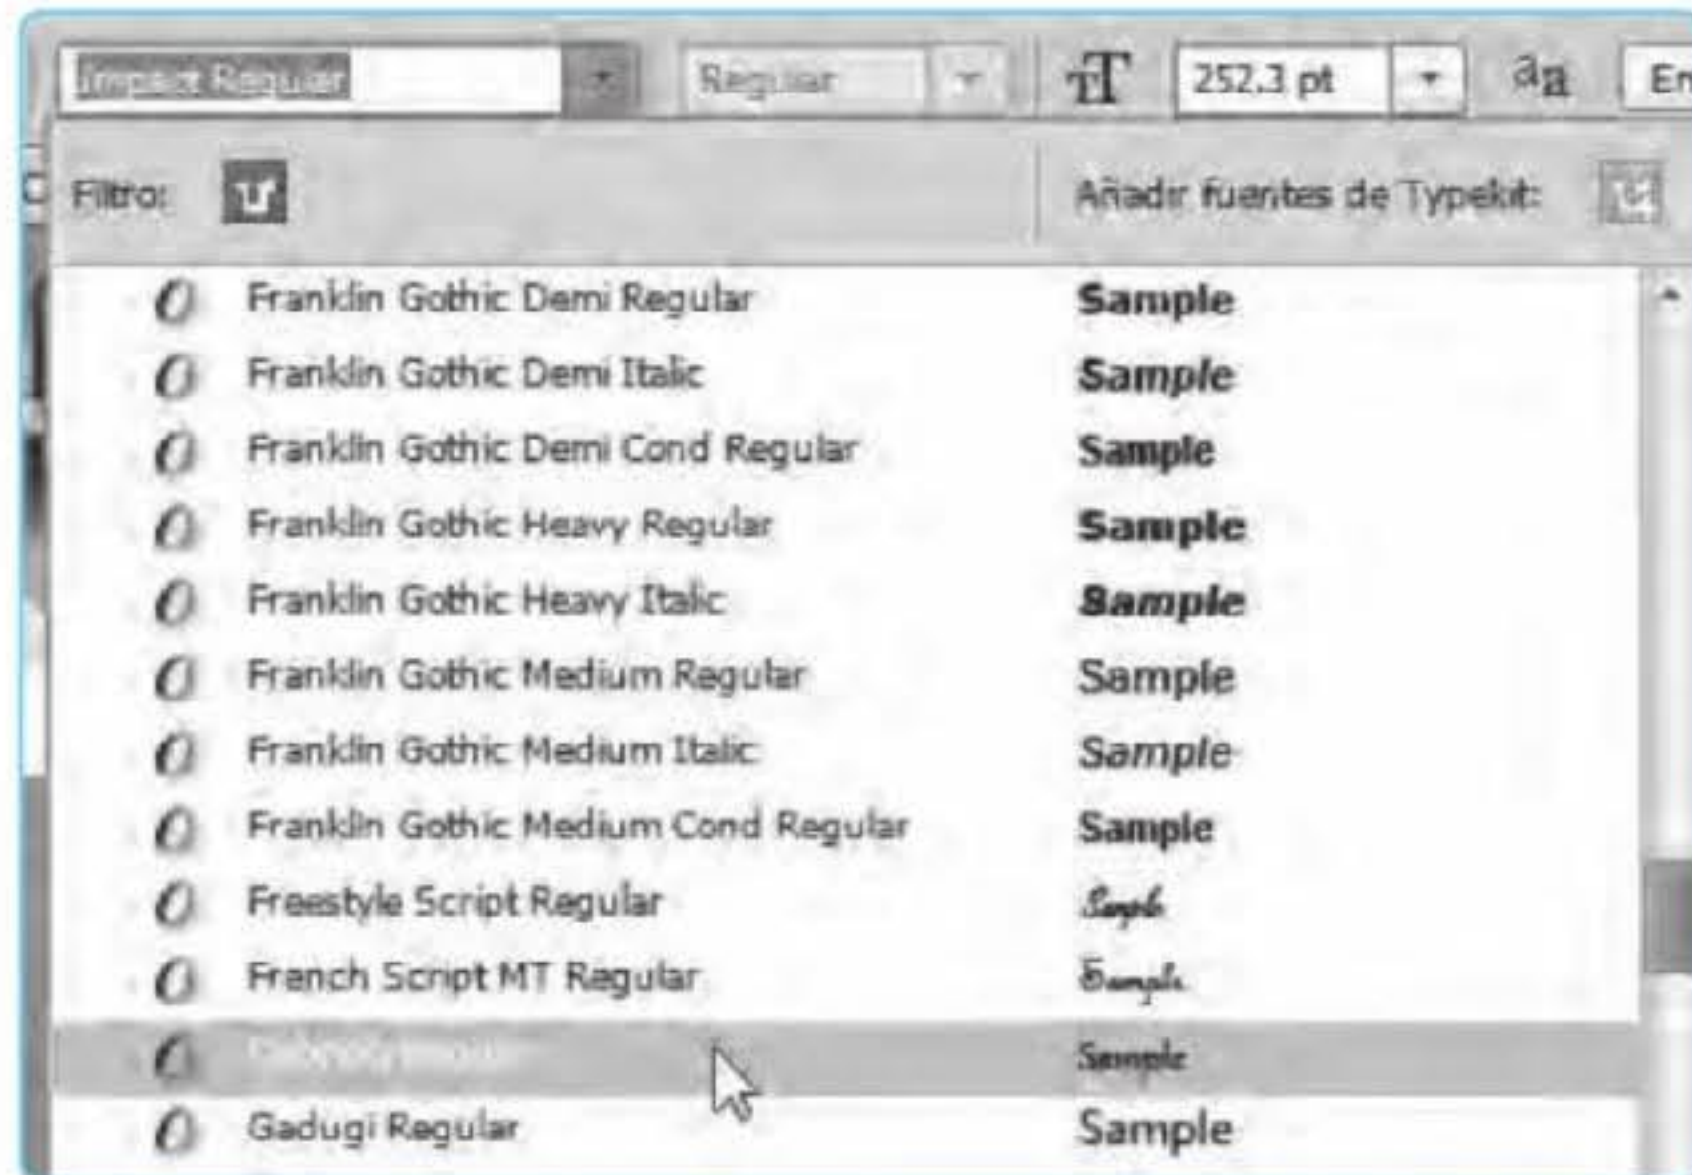 Impact Regular Regular 252,3 pt aa En
Filtro: Añadir fuentes de Typekit:
Franklin Gothic Demi Regular Sample
Franklin Gothic Demi Italic Sample
Franklin Gothic Demi Cond Regular Sample
Franklin Gothic Heavy Regular Sample
Franklin Gothic Heavy Italic Sample
Franklin Gothic Medium Regular Sample
Franklin Gothic Medium Italic Sample
Franklin Gothic Medium Cond Regular Sample
Freestyle Script Regular Sample
French Script MT Regular Sample
Sample
Gadugi Regular Sample